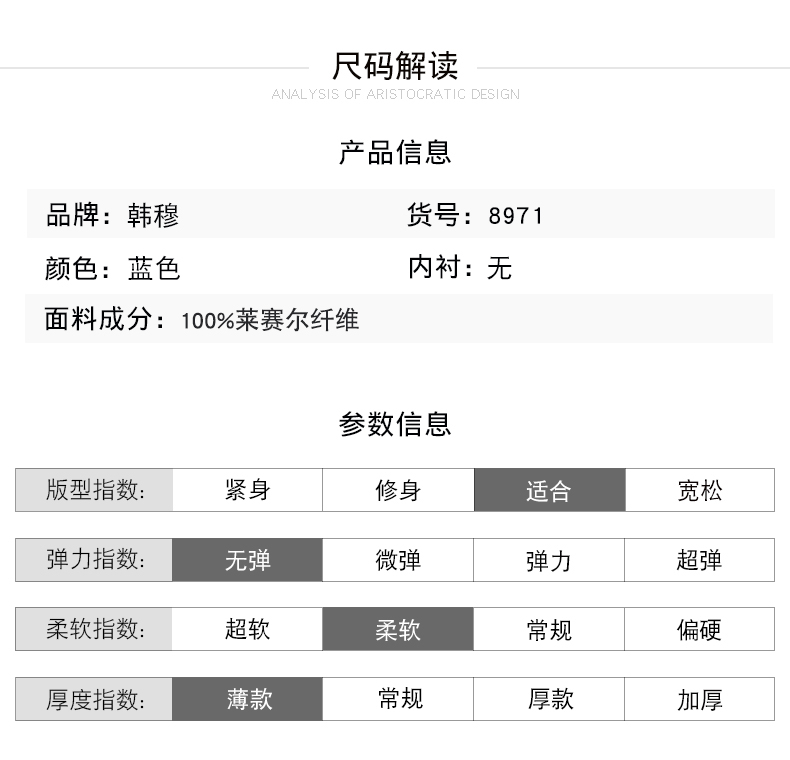 尺码解读
ANALYSIS OF ARISTOCRATIC DESIGN
产品信息
品牌：韩穆 货号：8971
颜色：蓝色 内衬：无
面料成分：100%莱赛尔纤维
参数信息
版型指数: 紧身 修身 适合 宽松
弹力指数: 无弹 微弹 弹力 超弹
柔软指数: 超软 柔软 常规 偏硬
厚度指数: 薄款 常规 厚款 加厚